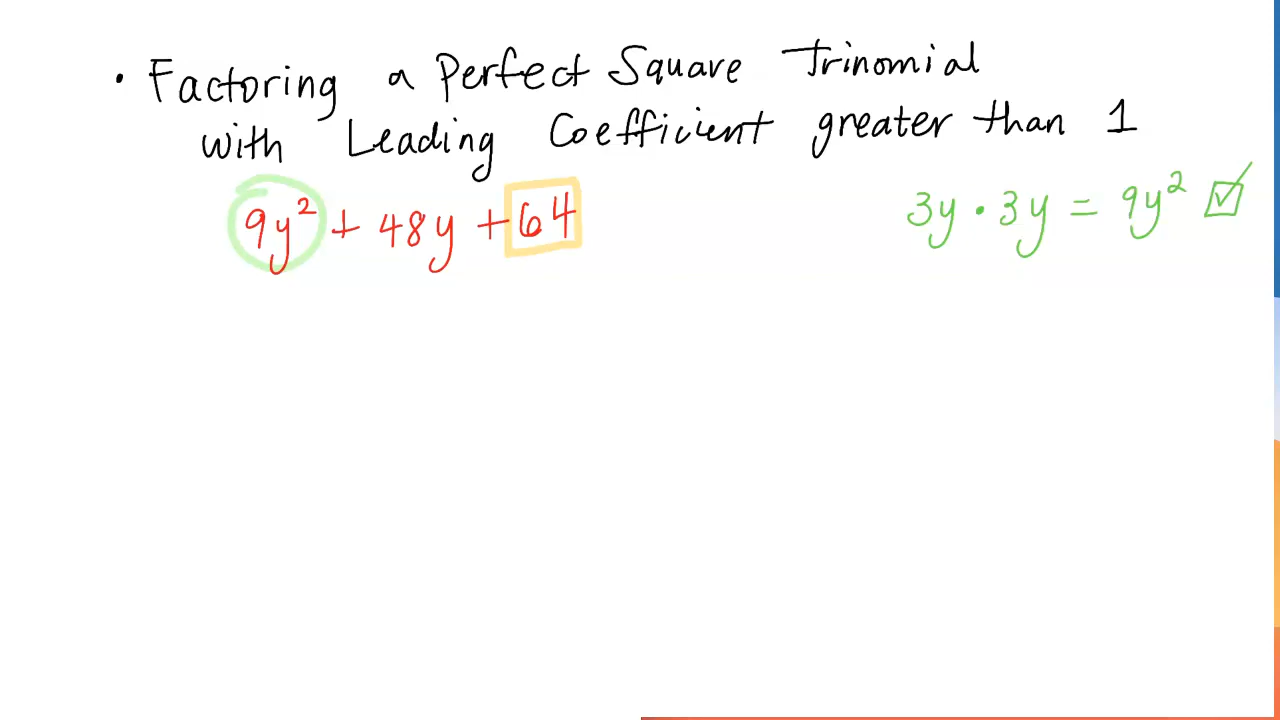 • Factoring a Perfect Square Trinomial
with Leading Coefficient greater than 1
9y² + 48y + 64
3y • 3y = 9y² ☑